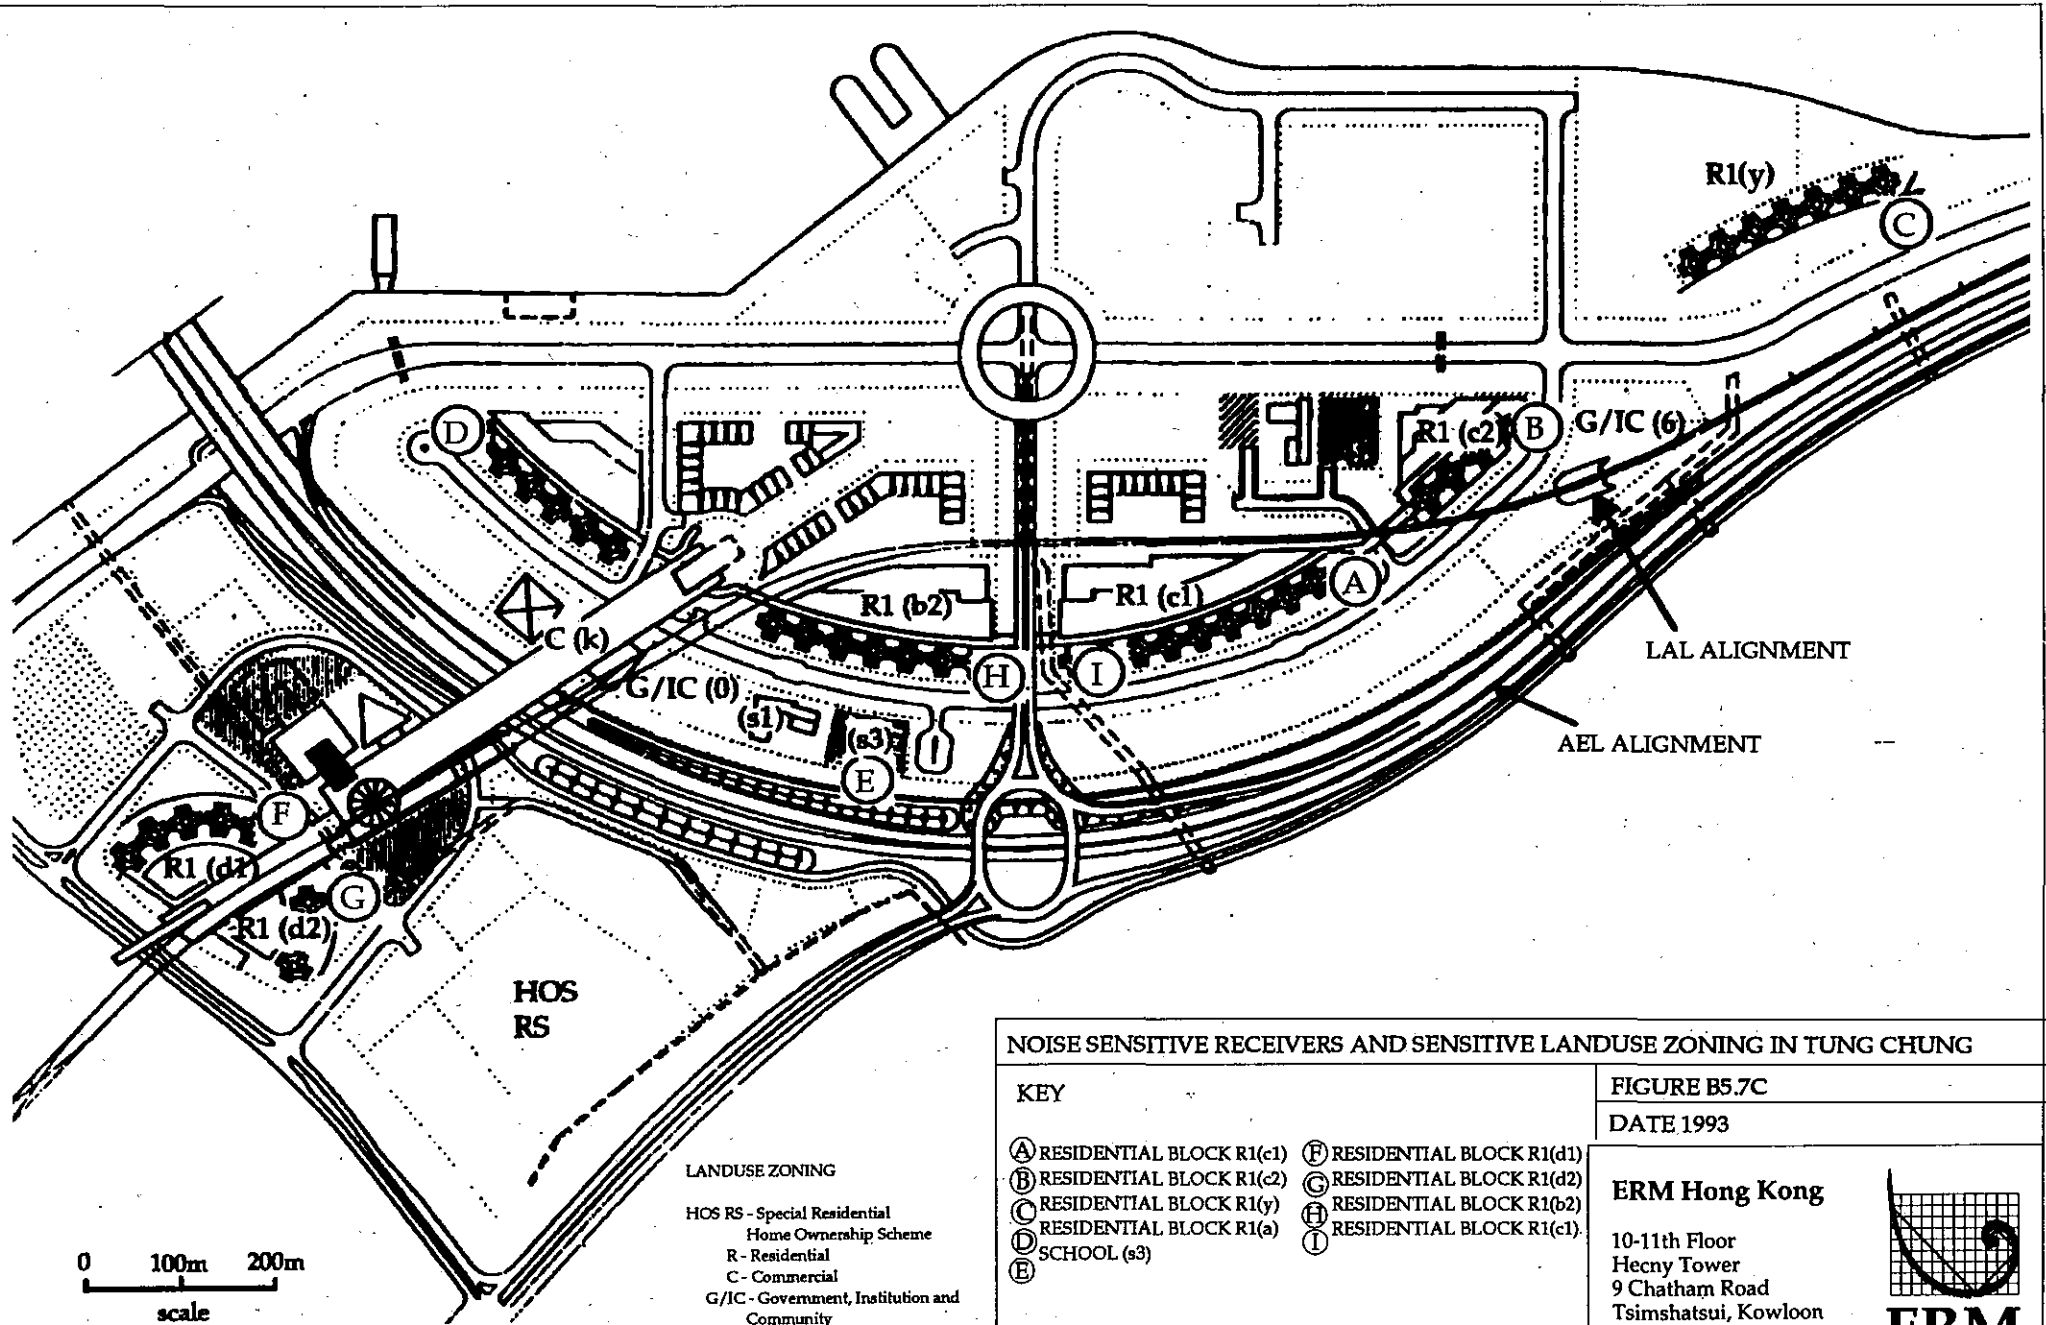 R1(y)
C
D
R1 (c2)
B
G/IC (6)
A
R1 (b2)
R1 (c1)
C (k)
LAL ALIGNMENT
H
I
G/IC (0)
(s1)
(s3)
AEL ALIGNMENT
E
F
R1 (d1)
G
R1 (d2)
HOS
RS
NOISE SENSITIVE RECEIVERS AND SENSITIVE LANDUSE ZONING IN TUNG CHUNG
KEY
FIGURE B5.7C
DATE 1993
A RESIDENTIAL BLOCK R1(c1)
B RESIDENTIAL BLOCK R1(c2)
C RESIDENTIAL BLOCK R1(y)
D RESIDENTIAL BLOCK R1(a)
E SCHOOL (s3)
F RESIDENTIAL BLOCK R1(d1)
G RESIDENTIAL BLOCK R1(d2)
H RESIDENTIAL BLOCK R1(b2)
I RESIDENTIAL BLOCK R1(c1).
LANDUSE ZONING
HOS RS - Special Residential
Home Ownership Scheme
R - Residential
C - Commercial
G/IC - Government, Institution and
Community
0 100m 200m
scale
ERM Hong Kong
10-11th Floor
Hecny Tower
9 Chatham Road
Tsimshatsui, Kowloon
ERM